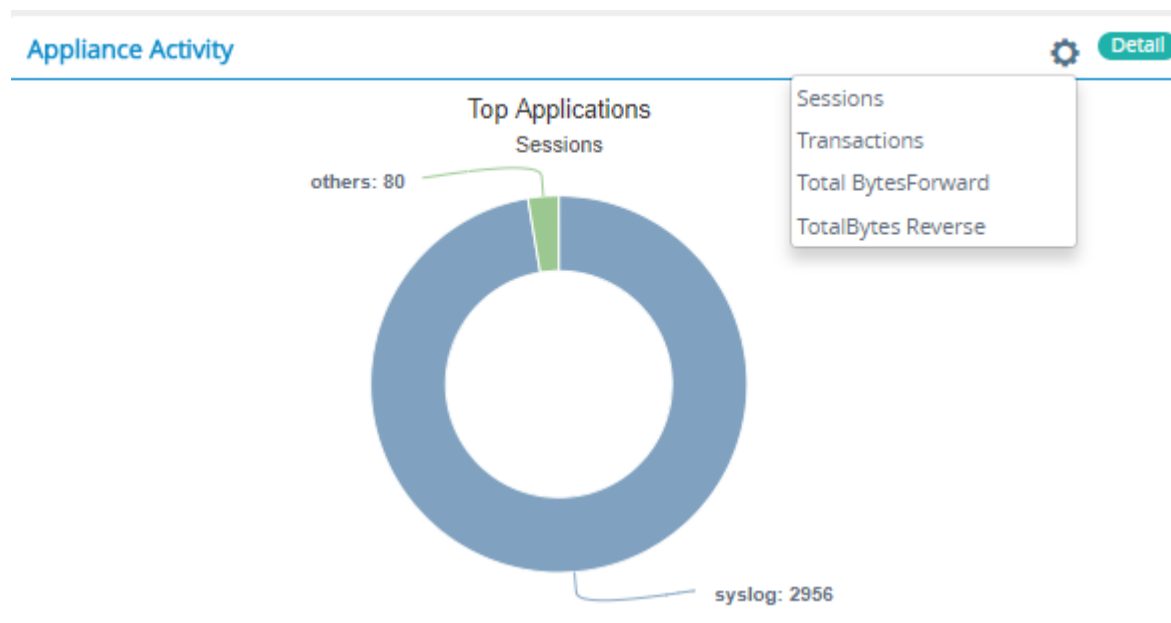 Appliance Activity
Detail
Top Applications
Sessions
others: 80
syslog: 2956
Sessions
Transactions
Total BytesForward
TotalBytes Reverse